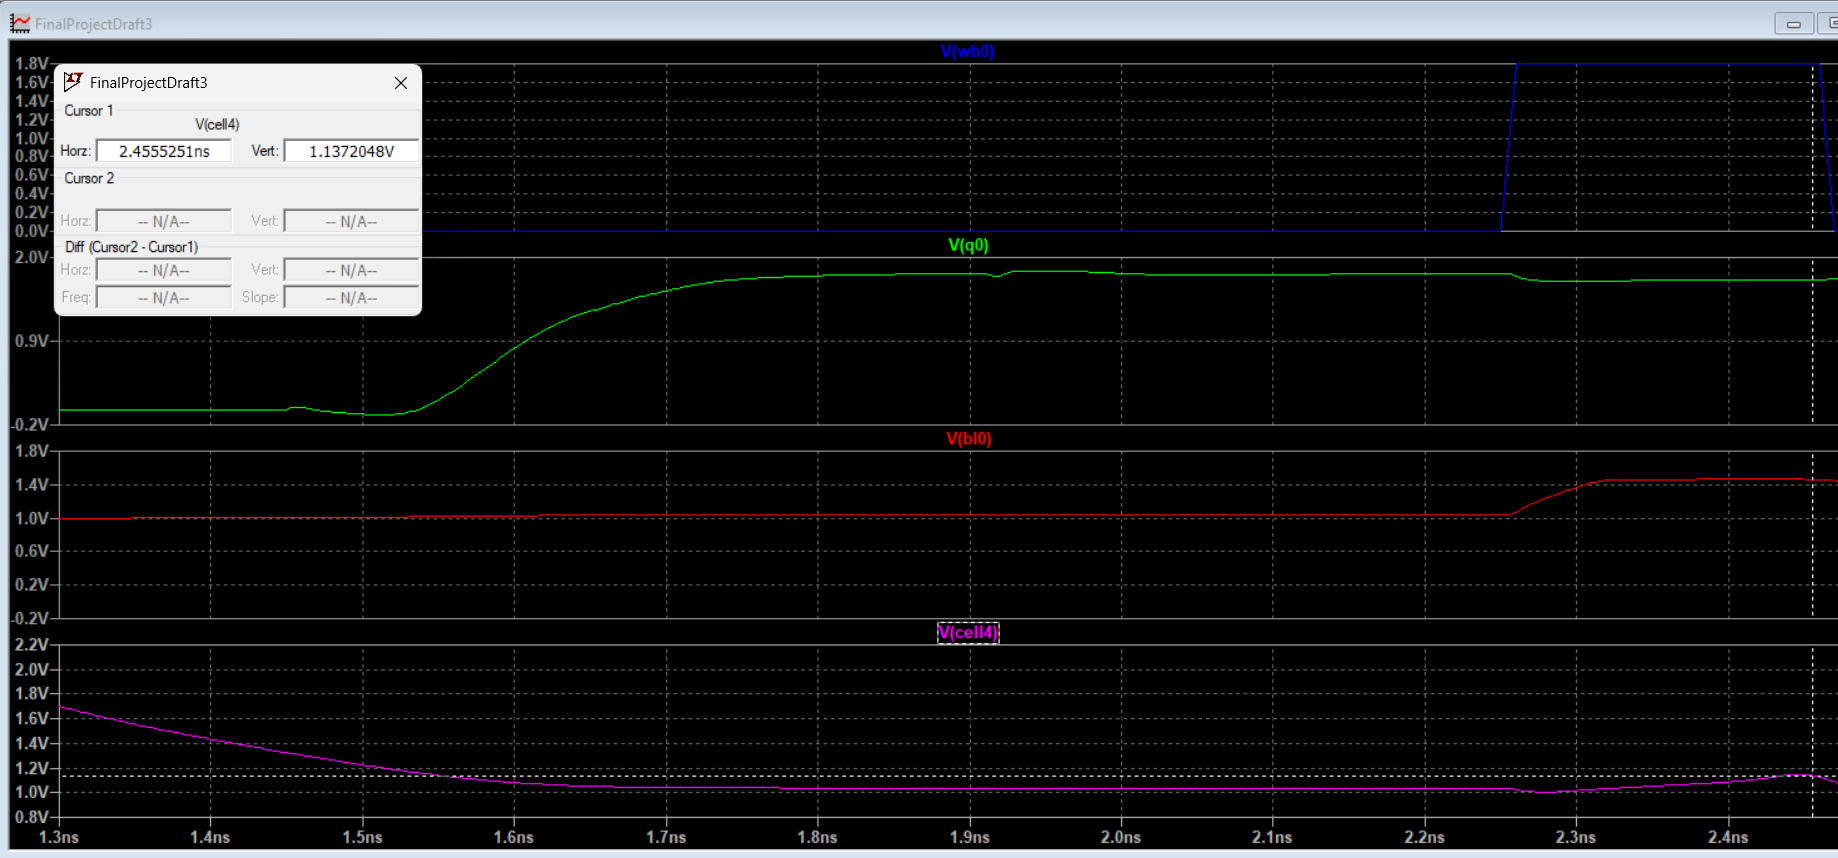 FinalProjectDraft3
V(wb0)
1.8V
1.6V
1.4V
1.2V
1.0V
0.8V
0.6V
0.4V
0.2V
0.0V
FinalProjectDraft3
Cursor 1
V(cell4)
Horz: 2.4555251ns Vert: 1.1372048V
Cursor 2
Horz: -- N/A-- Vert: -- N/A--
Diff (Cursor2 - Cursor1)
Horz: -- N/A-- Vert: -- N/A--
Freq: -- N/A-- Slope: -- N/A--
V(q0)
2.0V
0.9V
-0.2V
V(bl0)
1.8V
1.4V
1.0V
0.6V
0.2V
-0.2V
V(cell4)
2.2V
2.0V
1.8V
1.6V
1.4V
1.2V
1.0V
0.8V
1.3ns 1.4ns 1.5ns 1.6ns 1.7ns 1.8ns 1.9ns 2.0ns 2.1ns 2.2ns 2.3ns 2.4ns